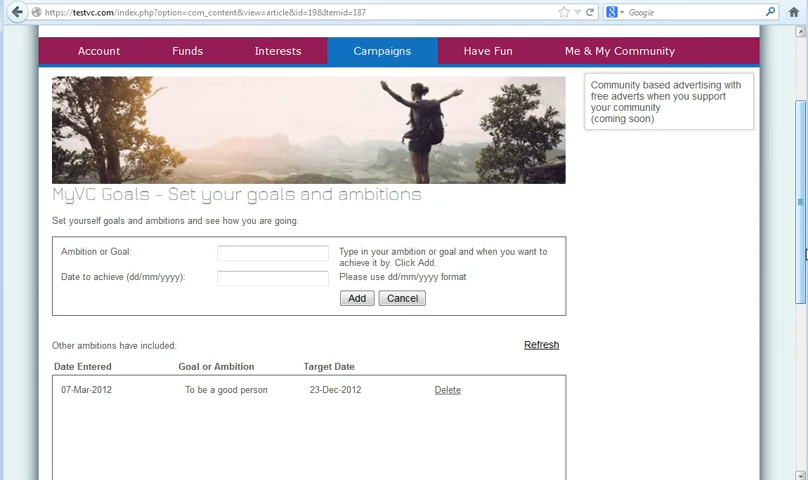 https://testvc.com/index.php?option=com_content&view=article&id=19&Itemid=187
Google
Account Funds Interests Campaigns Have Fun Me & My Community
Community based advertising with
free adverts when you support
your community
(coming soon)
MyVC Goals - Set your goals and ambitions
Set yourself goals and ambitions and see how you are going.
Ambition or Goal:
Type in your ambition or goal and when you want to
achieve it by. Click Add.
Date to achieve (dd/mm/yyyy):
Please use dd/mm/yyyy format
Add Cancel
Other ambitions have included:
Refresh
Date Entered Goal or Ambition Target Date
07-Mar-2012 To be a good person 23-Dec-2012 Delete